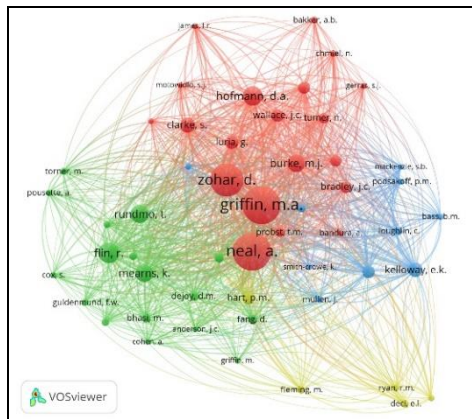 bakker, a.b.
james, l.r.
chmiel, n.
motowidlo, s.j.
gerras, s.j.
hofmann, d.a.
wallace, j.c.
turner, n.
clarke, s.
luria, g.
burke, m.j.
mackenzie, s.b.
torner, m.
zohar, d.
podsakoff, p.m.
bradley, j.c.
pousette, a.
griffin, m.a.
bass, b.m.
rundmo, t.
loughlin, c.
probst, t.m.
bandura, a.
neal, a.
flin, r.
smith-crowe, k.
cox, s.
mearns, k.
kelloway, e.k.
dejoy, d.m.
hart, p.m.
mullen, j.
guldenmund, f.w.
bhasi, m.
fang, d.
anderson, j.c.
cohen, a.
griffin, m.
fleming, m.
ryan, r.m.
deci, e.l.
VOSviewer